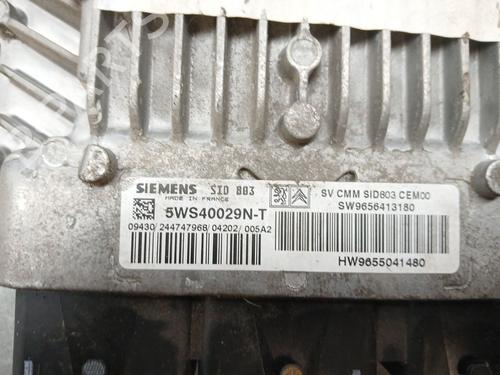 SIEMENS SID 803
MADE IN FRANCE
5WS40029N-T
09430/244747968/04202/005A2
SV CMM SID803 CEM00
SW9656413180
HW9655041480